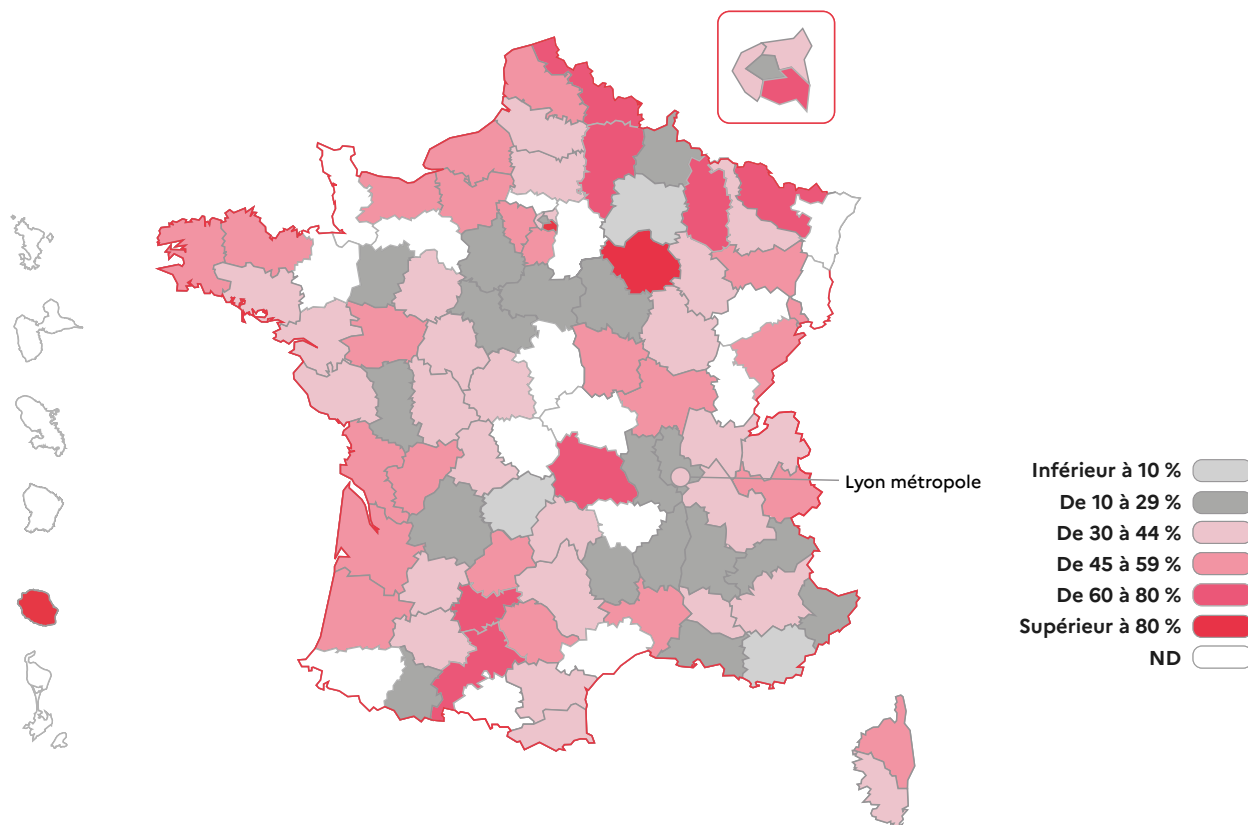 Lyon métropole
Inférieur à 10 %
De 10 à 29 %
De 30 à 44 %
De 45 à 59 %
De 60 à 80 %
Supérieur à 80 %
ND